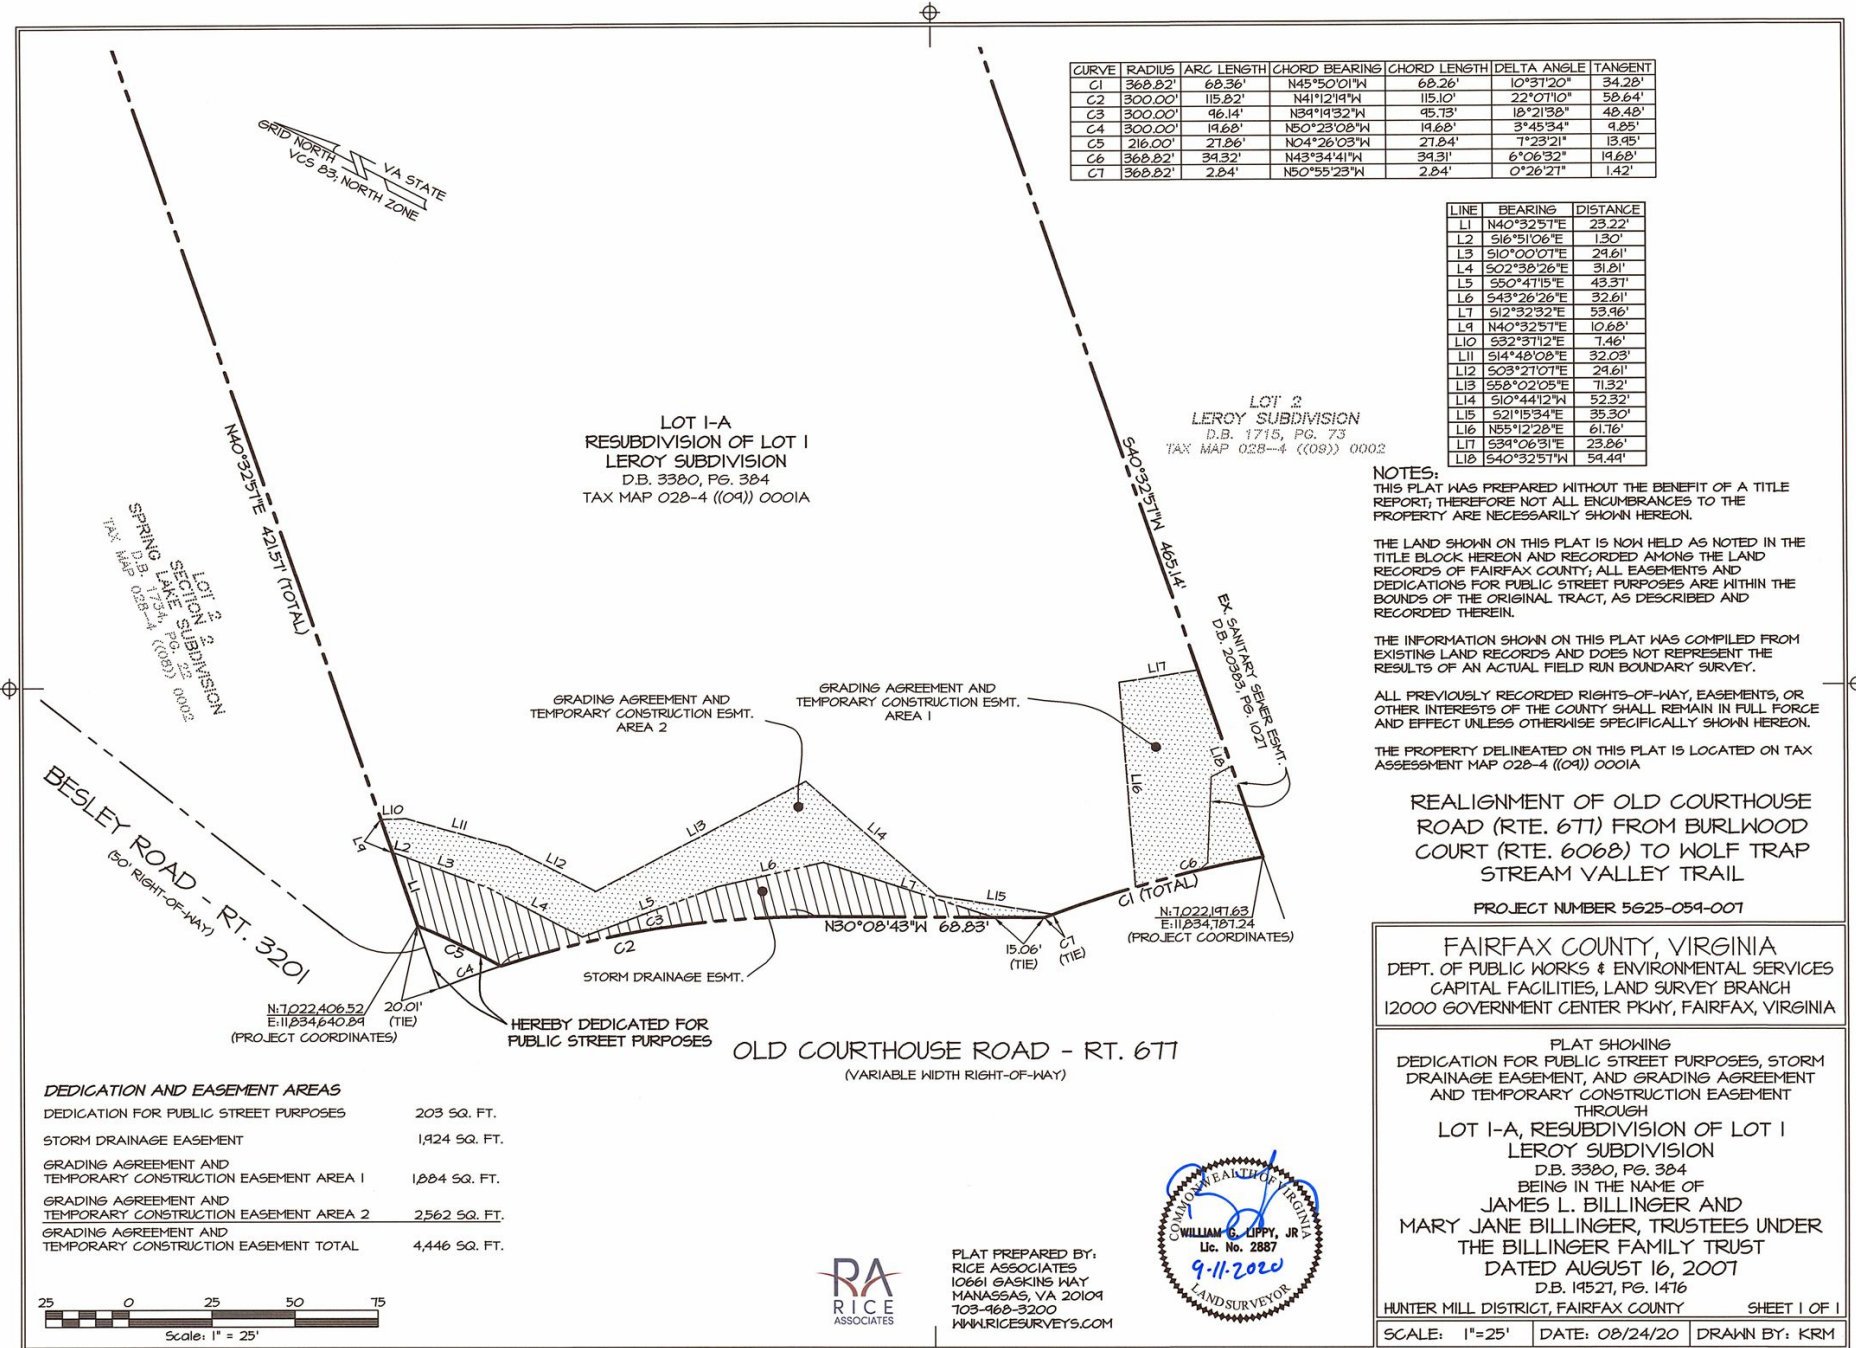 CURVE RADIUS ARC LENGTH CHORD BEARING CHORD LENGTH DELTA ANGLE TANGENT
C1 368.82' 68.36' N45°50'01"W 68.26' 10°37'20" 34.28'
C2 300.00' 115.82' N41°12'19"W 115.10' 22°07'10" 58.64'
C3 300.00' 96.14' N39°19'32"W 95.73' 18°21'38" 48.48'
C4 300.00' 19.68' N50°23'08"W 19.68' 3°45'34" 9.85'
C5 216.00' 27.86' N04°26'03"W 27.84' 7°23'21" 13.95'
C6 368.82' 39.32' N43°34'41"W 39.31' 6°06'32" 19.68'
C7 368.82' 2.84' N50°55'23"W 2.84' 0°26'27" 1.42'
GRID NORTH
VA STATE
VCS 83, NORTH ZONE
LINE BEARING DISTANCE
L1 N40°32'57"E 23.22'
L2 S16°51'06"E 1.30'
L3 S10°00'07"E 29.61'
L4 S02°38'26"E 31.81'
L5 S50°47'15"E 43.37'
L6 S43°26'26"E 32.61'
L7 S12°32'32"E 53.96'
L9 N40°32'57"E 10.68'
L10 S32°37'12"E 7.46'
L11 S14°48'08"E 32.03'
L12 S03°27'07"E 29.61'
L13 S58°02'05"E 71.32'
L14 S10°44'12"W 52.32'
L15 S21°15'34"E 35.30'
L16 N55°12'28"E 61.76'
L17 S39°06'31"E 23.86'
L18 S40°32'57"W 59.49'
LOT 1-A
RESUBDIVISION OF LOT 1
LEROY SUBDIVISION
D.B. 3380, PG. 384
TAX MAP 028-4 ((09)) 0001A
LOT 2
LEROY SUBDIVISION
D.B. 1715, PG. 73
TAX MAP 028-4 ((09)) 0002
N40°32'57"E 421.57' (TOTAL)
S40°32'57"W 465.14'
LOT 2
SECTION 2
SPRING LAKE SUBDIVISION
D.B. 1734, PG. 22
TAX MAP 028-4 ((08)) 0002
EX. SANITARY SEWER ESMT.
D.B. 20383, PG. 1027
NOTES:
THIS PLAT WAS PREPARED WITHOUT THE BENEFIT OF A TITLE
REPORT; THEREFORE NOT ALL ENCUMBRANCES TO THE
PROPERTY ARE NECESSARILY SHOWN HEREON.
THE LAND SHOWN ON THIS PLAT IS NOW HELD AS NOTED IN THE
TITLE BLOCK HEREON AND RECORDED AMONG THE LAND
RECORDS OF FAIRFAX COUNTY; ALL EASEMENTS AND
DEDICATIONS FOR PUBLIC STREET PURPOSES ARE WITHIN THE
BOUNDS OF THE ORIGINAL TRACT, AS DESCRIBED AND
RECORDED THEREIN.
THE INFORMATION SHOWN ON THIS PLAT WAS COMPILED FROM
EXISTING LAND RECORDS AND DOES NOT REPRESENT THE
RESULTS OF AN ACTUAL FIELD RUN BOUNDARY SURVEY.
ALL PREVIOUSLY RECORDED RIGHTS-OF-WAY, EASEMENTS, OR
OTHER INTERESTS OF THE COUNTY SHALL REMAIN IN FULL FORCE
AND EFFECT UNLESS OTHERWISE SPECIFICALLY SHOWN HEREON.
THE PROPERTY DELINEATED ON THIS PLAT IS LOCATED ON TAX
ASSESSMENT MAP 028-4 ((09)) 0001A
GRADING AGREEMENT AND
TEMPORARY CONSTRUCTION ESMT.
AREA 2
GRADING AGREEMENT AND
TEMPORARY CONSTRUCTION ESMT.
AREA 1
L17
L16
L18
C6
L10
L11
L9
L2
L3
L1
L4
L12
L13
L14
L5
L6
L7
L15
C3
C2
C5
C4
C1 (TOTAL)
N30°08'43"W 68.83'
15.06'
(TIE)
C7
(TIE)
N:7,022,197.63
E:11,834,787.24
(PROJECT COORDINATES)
BESLEY ROAD - RT. 3201
(50' RIGHT-OF-WAY)
STORM DRAINAGE ESMT.
N:7,022,406.52
E:11,834,640.89
(PROJECT COORDINATES)
20.01'
(TIE)
HEREBY DEDICATED FOR
PUBLIC STREET PURPOSES
OLD COURTHOUSE ROAD - RT. 677
(VARIABLE WIDTH RIGHT-OF-WAY)
REALIGNMENT OF OLD COURTHOUSE
ROAD (RTE. 677) FROM BURLWOOD
COURT (RTE. 6068) TO WOLF TRAP
STREAM VALLEY TRAIL
PROJECT NUMBER 5G25-059-007
FAIRFAX COUNTY, VIRGINIA
DEPT. OF PUBLIC WORKS & ENVIRONMENTAL SERVICES
CAPITAL FACILITIES, LAND SURVEY BRANCH
12000 GOVERNMENT CENTER PKWY, FAIRFAX, VIRGINIA
PLAT SHOWING
DEDICATION FOR PUBLIC STREET PURPOSES, STORM
DRAINAGE EASEMENT, AND GRADING AGREEMENT
AND TEMPORARY CONSTRUCTION EASEMENT
THROUGH
LOT 1-A, RESUBDIVISION OF LOT 1
LEROY SUBDIVISION
D.B. 3380, PG. 384
BEING IN THE NAME OF
JAMES L. BILLINGER AND
MARY JANE BILLINGER, TRUSTEES UNDER
THE BILLINGER FAMILY TRUST
DATED AUGUST 16, 2007
D.B. 19527, PG. 1476
HUNTER MILL DISTRICT, FAIRFAX COUNTY SHEET 1 OF 1
SCALE: 1"=25' DATE: 08/24/20 DRAWN BY: KRM
DEDICATION AND EASEMENT AREAS
DEDICATION FOR PUBLIC STREET PURPOSES 203 SQ. FT.
STORM DRAINAGE EASEMENT 1,924 SQ. FT.
GRADING AGREEMENT AND
TEMPORARY CONSTRUCTION EASEMENT AREA 1 1,884 SQ. FT.
GRADING AGREEMENT AND
TEMPORARY CONSTRUCTION EASEMENT AREA 2 2,562 SQ. FT.
GRADING AGREEMENT AND
TEMPORARY CONSTRUCTION EASEMENT TOTAL 4,446 SQ. FT.
25 0 25 50 75
Scale: 1" = 25'
RA
RICE
ASSOCIATES
PLAT PREPARED BY:
RICE ASSOCIATES
10661 GASKINS WAY
MANASSAS, VA 20109
703-968-3200
WWW.RICESURVEYS.COM
COMMONWEALTH OF VIRGINIA
WILLIAM G. LIPPY, JR
Lic. No. 2887
9-11-2020
LAND SURVEYOR